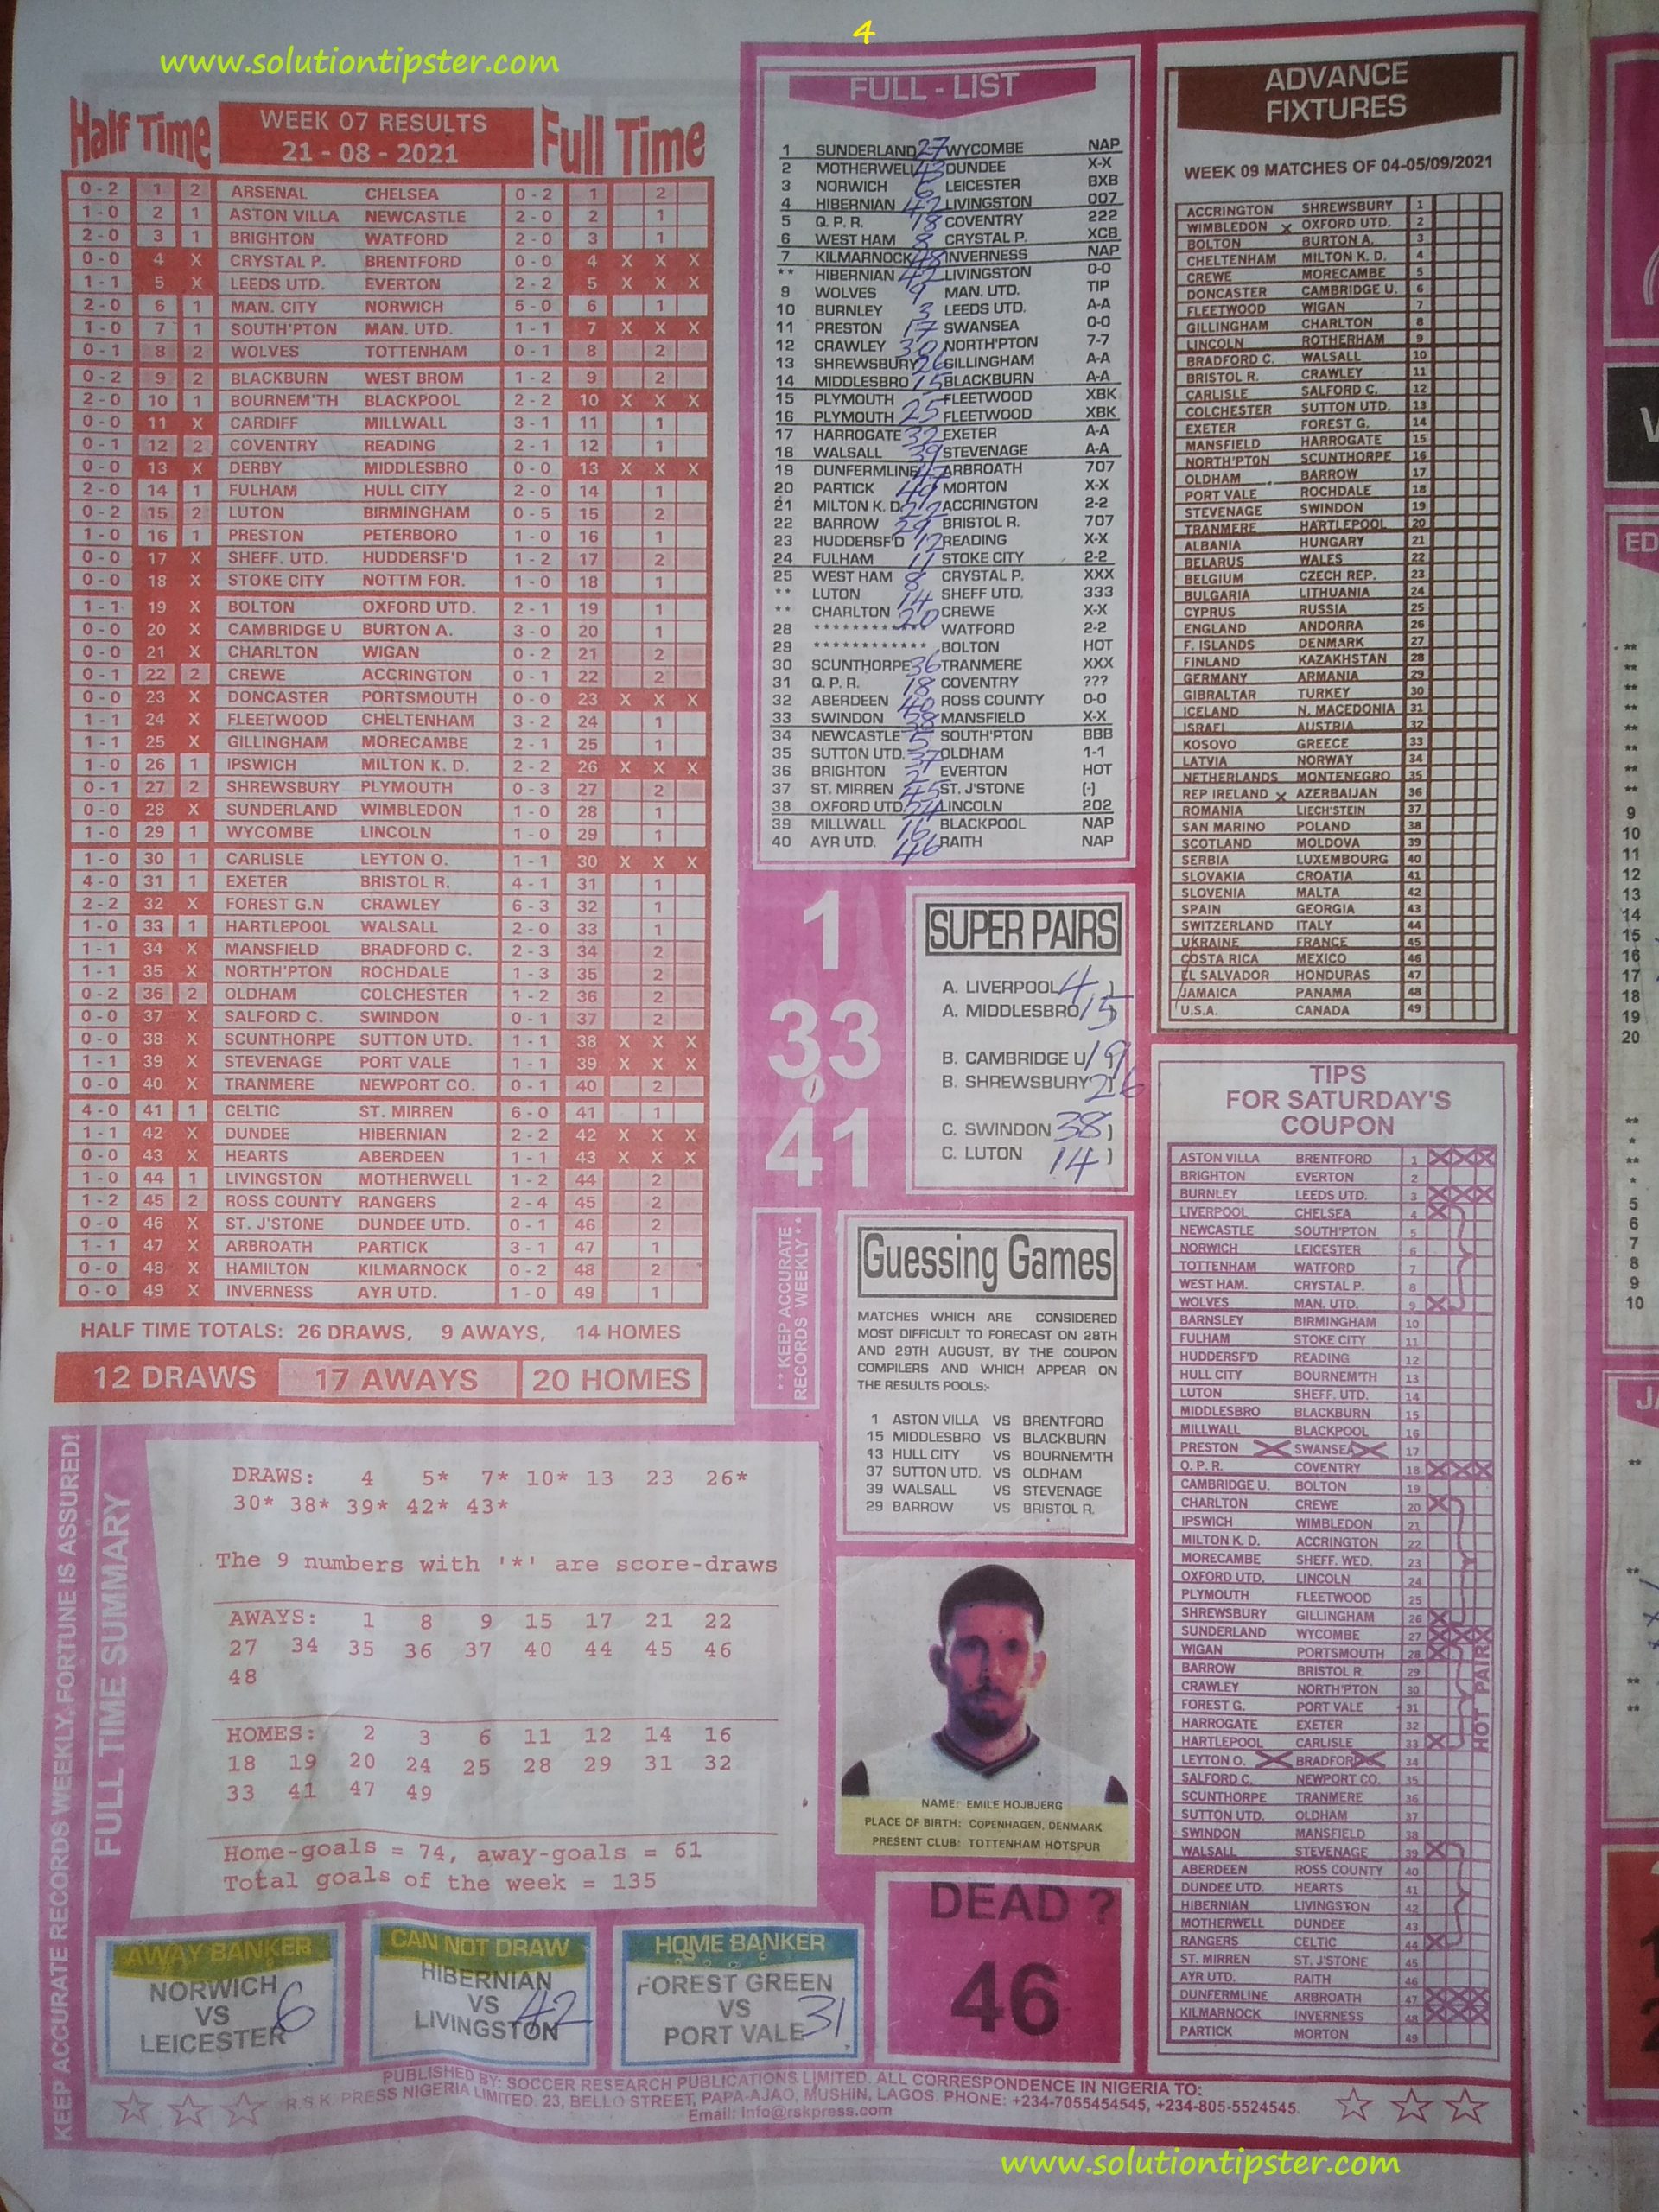 4
www.solutiontipster.com
Half Time
WEEK 07 RESULTS
21 - 08 - 2021
Full Time
0-2 1 2 ARSENAL CHELSEA 0-2 1 2
1-0 2 1 ASTON VILLA NEWCASTLE 2-0 2 1
2-0 3 1 BRIGHTON WATFORD 2-0 3 1
0-0 4 X CRYSTAL P. BRENTFORD 0-0 4 X X X
1-1 5 X LEEDS UTD. EVERTON 2-2 5 X X X
2-0 6 1 MAN. CITY NORWICH 5-0 6 1
1-0 7 1 SOUTH'PTON MAN. UTD. 1-1 7 X X X
0-1 8 2 WOLVES TOTTENHAM 0-1 8 2
0-2 9 2 BLACKBURN WEST BROM 1-2 9 2
2-0 10 1 BOURNEM'TH BLACKPOOL 2-2 10 X X X
0-0 11 X CARDIFF MILLWALL 3-1 11 1
0-1 12 2 COVENTRY READING 2-1 12 1
0-0 13 X DERBY MIDDLESBRO 0-0 13 X X X
2-0 14 1 FULHAM HULL CITY 2-0 14 1
0-2 15 2 LUTON BIRMINGHAM 0-5 15 2
1-0 16 1 PRESTON PETERBORO 1-0 16 1
0-0 17 X SHEFF. UTD. HUDDERSF'D 1-2 17 2
0-0 18 X STOKE CITY NOTTM FOR. 1-0 18 1
1-1 19 X BOLTON OXFORD UTD. 2-1 19 1
0-0 20 X CAMBRIDGE U BURTON A. 3-0 20 1
0-0 21 X CHARLTON WIGAN 0-2 21 2
0-1 22 2 CREWE ACCRINGTON 0-1 22 2
0-0 23 X DONCASTER PORTSMOUTH 0-0 23 X X X
1-1 24 X FLEETWOOD CHELTENHAM 3-2 24 1
1-1 25 X GILLINGHAM MORECAMBE 2-1 25 1
1-0 26 1 IPSWICH MILTON K. D. 2-2 26 X X X
0-1 27 2 SHREWSBURY PLYMOUTH 0-3 27 2
0-0 28 X SUNDERLAND WIMBLEDON 1-0 28 1
1-0 29 1 WYCOMBE LINCOLN 1-0 29 1
1-0 30 1 CARLISLE LEYTON O. 1-1 30 X X X
4-0 31 1 EXETER BRISTOL R. 4-1 31 1
2-2 32 X FOREST G.N CRAWLEY 6-3 32 1
1-0 33 1 HARTLEPOOL WALSALL 2-0 33 1
1-1 34 X MANSFIELD BRADFORD C. 2-3 34 2
1-1 35 X NORTH'PTON ROCHDALE 1-3 35 2
0-2 36 2 OLDHAM COLCHESTER 1-2 36 2
0-0 37 X SALFORD C. SWINDON 0-1 37 2
0-0 38 X SCUNTHORPE SUTTON UTD. 1-1 38 X X X
1-1 39 X STEVENAGE PORT VALE 1-1 39 X X X
0-0 40 X TRANMERE NEWPORT CO. 0-1 40 2
4-0 41 1 CELTIC ST. MIRREN 6-0 41 1
1-1 42 X DUNDEE HIBERNIAN 2-2 42 X X X
0-0 43 X HEARTS ABERDEEN 1-1 43 X X X
1-0 44 1 LIVINGSTON MOTHERWELL 1-2 44 2
1-2 45 2 ROSS COUNTY RANGERS 2-4 45 2
0-0 46 X ST. J'STONE DUNDEE UTD. 0-1 46 2
1-1 47 X ARBROATH PARTICK 3-1 47 1
0-0 48 X HAMILTON KILMARNOCK 0-2 48 2
0-0 49 X INVERNESS AYR UTD. 1-0 49 1
HALF TIME TOTALS: 26 DRAWS, 9 AWAYS, 14 HOMES
12 DRAWS 17 AWAYS 20 HOMES
KEEP ACCURATE RECORDS WEEKLY, FORTUNE IS ASSURED!
FULL TIME SUMMARY
DRAWS: 4 5* 7* 10* 13 23 26*
30* 38* 39* 42* 43*
The 9 numbers with '*' are score-draws
AWAYS: 1 8 9 15 17 21 22
27 34 35 36 37 40 44 45 46
48
HOMES: 2 3 6 11 12 14 16
18 19 20 24 25 28 29 31 32
33 41 47 49
Home-goals = 74, away-goals = 61
Total goals of the week = 135
AWAY BANKER
NORWICH
VS
LEICESTER 6
CAN NOT DRAW
HIBERNIAN
VS
LIVINGSTON 42
HOME BANKER
FOREST GREEN
VS
PORT VALE 31
FULL - LIST
1 SUNDERLAND 27 WYCOMBE NAP
2 MOTHERWELL 43 DUNDEE X-X
3 NORWICH 6 LEICESTER BXB
4 HIBERNIAN 42 LIVINGSTON 007
5 Q. P. R. 18 COVENTRY 222
6 WEST HAM 8 CRYSTAL P. XCB
7 KILMARNOCK 48 INVERNESS NAP
** HIBERNIAN 42 LIVINGSTON 0-0
9 WOLVES 9 MAN. UTD. TIP
10 BURNLEY 3 LEEDS UTD. A-A
11 PRESTON 17 SWANSEA 0-0
12 CRAWLEY 30 NORTH'PTON 7-7
13 SHREWSBURY 26 GILLINGHAM A-A
14 MIDDLESBRO 15 BLACKBURN A-A
15 PLYMOUTH FLEETWOOD XBK
16 PLYMOUTH 25 FLEETWOOD XBK
17 HARROGATE 32 EXETER A-A
18 WALSALL 39 STEVENAGE A-A
19 DUNFERMLINE 47 ARBROATH 707
20 PARTICK 49 MORTON X-X
21 MILTON K. D. 22 ACCRINGTON 2-2
22 BARROW 29 BRISTOL R. 707
23 HUDDERSF'D 12 READING X-X
24 FULHAM 11 STOKE CITY 2-2
25 WEST HAM 8 CRYSTAL P. XXX
** LUTON 14 SHEFF UTD. 333
** CHARLTON 20 CREWE X-X
28 ************ WATFORD 2-2
29 ************ BOLTON HOT
30 SCUNTHORPE 36 TRANMERE XXX
31 Q. P. R. 18 COVENTRY ???
32 ABERDEEN 40 ROSS COUNTY 0-0
33 SWINDON 38 MANSFIELD X-X
34 NEWCASTLE 5 SOUTH'PTON BBB
35 SUTTON UTD. 37 OLDHAM 1-1
36 BRIGHTON 2 EVERTON HOT
37 ST. MIRREN 45 ST. J'STONE (-)
38 OXFORD UTD. LINCOLN 202
39 MILLWALL 16 BLACKPOOL NAP
40 AYR UTD. 46 RAITH NAP
1
33
41
** KEEP ACCURATE
RECORDS WEEKLY **
SUPER PAIRS
A. LIVERPOOL 4 )
A. MIDDLESBRO 15
B. CAMBRIDGE U 19
B. SHREWSBURY 26
C. SWINDON 38 )
C. LUTON 14 )
Guessing Games
MATCHES WHICH ARE CONSIDERED
MOST DIFFICULT TO FORECAST ON 28TH
AND 29TH AUGUST, BY THE COUPON
COMPILERS AND WHICH APPEAR ON
THE RESULTS POOLS:-
1 ASTON VILLA VS BRENTFORD
15 MIDDLESBRO VS BLACKBURN
13 HULL CITY VS BOURNEM'TH
37 SUTTON UTD. VS OLDHAM
39 WALSALL VS STEVENAGE
29 BARROW VS BRISTOL R.
NAME: EMILE HOJBJERG
PLACE OF BIRTH: COPENHAGEN, DENMARK
PRESENT CLUB: TOTTENHAM HOTSPUR
DEAD ?
46
ADVANCE
FIXTURES
WEEK 09 MATCHES OF 04-05/09/2021
ACCRINGTON SHREWSBURY 1
WIMBLEDON X OXFORD UTD. 2
BOLTON BURTON A. 3
CHELTENHAM MILTON K. D. 4
CREWE MORECAMBE 5
DONCASTER CAMBRIDGE U. 6
FLEETWOOD WIGAN 7
GILLINGHAM CHARLTON 8
LINCOLN ROTHERHAM 9
BRADFORD C. WALSALL 10
BRISTOL R. CRAWLEY 11
CARLISLE SALFORD C. 12
COLCHESTER SUTTON UTD. 13
EXETER FOREST G. 14
MANSFIELD HARROGATE 15
NORTH'PTON SCUNTHORPE 16
OLDHAM BARROW 17
PORT VALE ROCHDALE 18
STEVENAGE SWINDON 19
TRANMERE HARTLEPOOL 20
ALBANIA HUNGARY 21
BELARUS WALES 22
BELGIUM CZECH REP. 23
BULGARIA LITHUANIA 24
CYPRUS RUSSIA 25
ENGLAND ANDORRA 26
F. ISLANDS DENMARK 27
FINLAND KAZAKHSTAN 28
GERMANY ARMANIA 29
GIBRALTAR TURKEY 30
ICELAND N. MACEDONIA 31
ISRAEL AUSTRIA 32
KOSOVO GREECE 33
LATVIA NORWAY 34
NETHERLANDS MONTENEGRO 35
REP IRELAND X AZERBAIJAN 36
ROMANIA LIECH'STEIN 37
SAN MARINO POLAND 38
SCOTLAND MOLDOVA 39
SERBIA LUXEMBOURG 40
SLOVAKIA CROATIA 41
SLOVENIA MALTA 42
SPAIN GEORGIA 43
SWITZERLAND ITALY 44
UKRAINE FRANCE 45
COSTA RICA MEXICO 46
EL SALVADOR HONDURAS 47
JAMAICA PANAMA 48
U.S.A. CANADA 49
TIPS
FOR SATURDAY'S
COUPON
ASTON VILLA BRENTFORD 1 XXX
BRIGHTON EVERTON 2
BURNLEY LEEDS UTD. 3 XXX
LIVERPOOL CHELSEA 4 X
NEWCASTLE SOUTH'PTON 5
NORWICH LEICESTER 6
TOTTENHAM WATFORD 7
WEST HAM. CRYSTAL P. 8
WOLVES MAN. UTD. 9 X
BARNSLEY BIRMINGHAM 10
FULHAM STOKE CITY 11
HUDDERSF'D READING 12
HULL CITY BOURNEM'TH 13
LUTON SHEFF. UTD. 14
MIDDLESBRO BLACKBURN 15
MILLWALL BLACKPOOL 16
PRESTON X SWANSEA X 17
Q. P. R. COVENTRY 18 XXX
CAMBRIDGE U. BOLTON 19
CHARLTON CREWE 20 X
IPSWICH WIMBLEDON 21
MILTON K. D. ACCRINGTON 22
MORECAMBE SHEFF. WED. 23
OXFORD UTD. LINCOLN 24
PLYMOUTH FLEETWOOD 25
SHREWSBURY GILLINGHAM 26 X
SUNDERLAND WYCOMBE 27 XXX
WIGAN PORTSMOUTH 28 X
BARROW BRISTOL R. 29
CRAWLEY NORTH'PTON 30
FOREST G. PORT VALE 31
HARROGATE EXETER 32
HARTLEPOOL CARLISLE 33 X
LEYTON O. X BRADFORD X 34
SALFORD C. NEWPORT CO. 35
SCUNTHORPE TRANMERE 36
SUTTON UTD. OLDHAM 37
SWINDON MANSFIELD 38
WALSALL STEVENAGE 39 X
ABERDEEN ROSS COUNTY 40
DUNDEE UTD. HEARTS 41
HIBERNIAN LIVINGSTON 42
MOTHERWELL DUNDEE 43
RANGERS CELTIC 44 X
ST. MIRREN ST. J'STONE 45
AYR UTD. RAITH 46
DUNFERMLINE ARBROATH 47 XXX
KILMARNOCK INVERNESS 48 XXX
PARTICK MORTON 49
HOT PAIR
PUBLISHED BY: SOCCER RESEARCH PUBLICATIONS LIMITED. ALL CORRESPONDENCE IN NIGERIA TO:
R.S.K. PRESS NIGERIA LIMITED. 23, BELLO STREET, PAPA-AJAO, MUSHIN, LAGOS. PHONE: +234-7055454545, +234-805-5524545.
Email: Info@rskpress.com
www.solutiontipster.com
ED
**
**
**
**
**
**
**
**
9
10
11
12
13
14
15
16
17
18
19
20
**
*
**
*
5
6
7
8
9
10